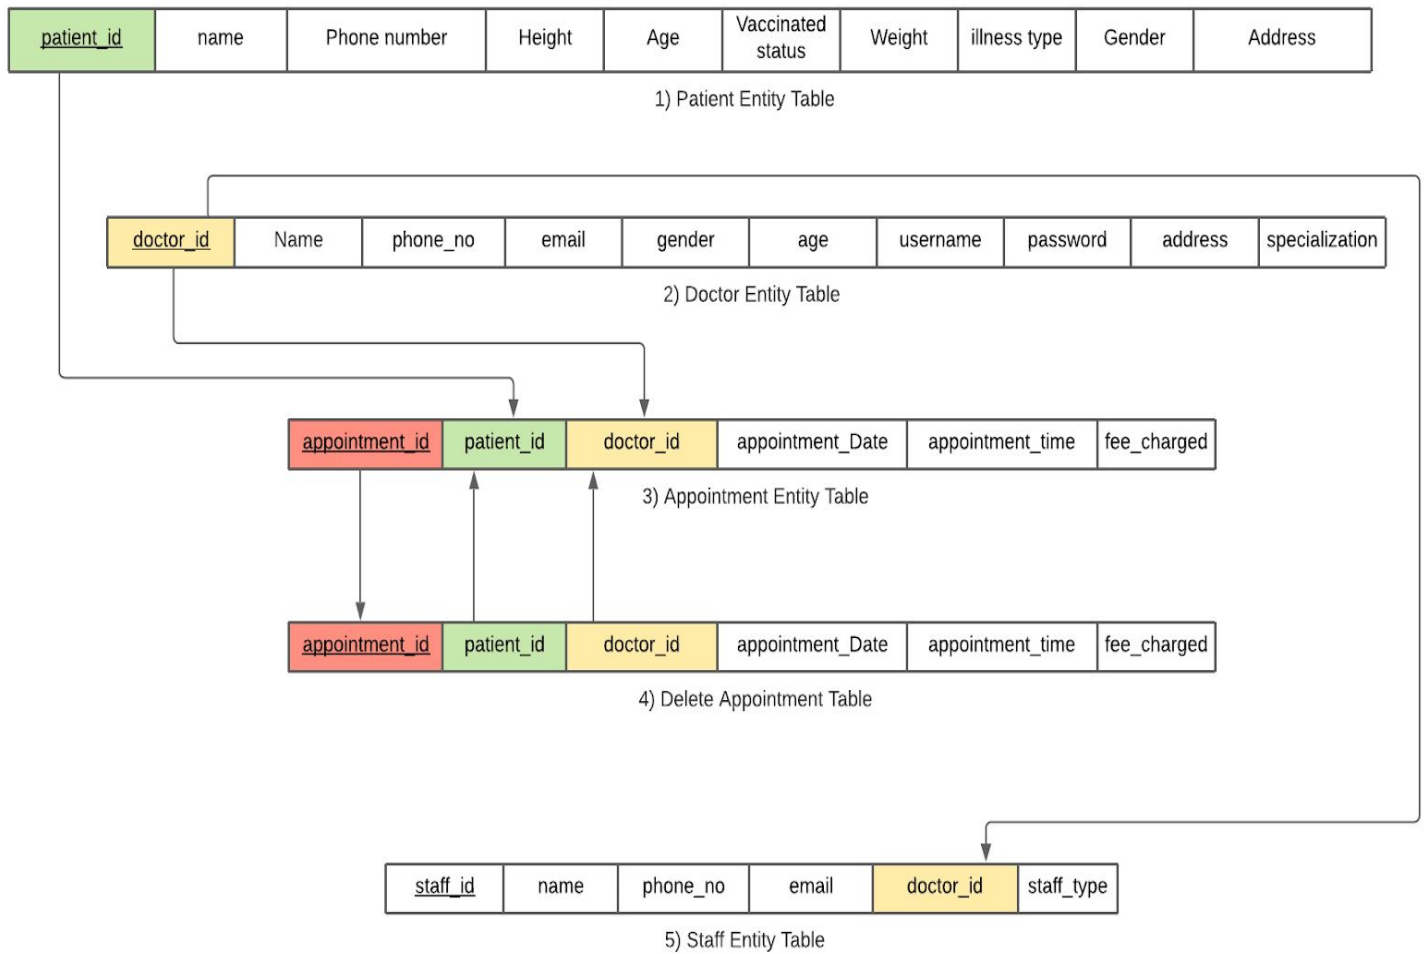 patient_id name Phone number Height Age Vaccinated status Weight illness type Gender Address
1) Patient Entity Table
doctor_id Name phone_no email gender age username password address specialization
2) Doctor Entity Table
appointment_id patient_id doctor_id appointment_Date appointment_time fee_charged
3) Appointment Entity Table
appointment_id patient_id doctor_id appointment_Date appointment_time fee_charged
4) Delete Appointment Table
staff_id name phone_no email doctor_id staff_type
5) Staff Entity Table